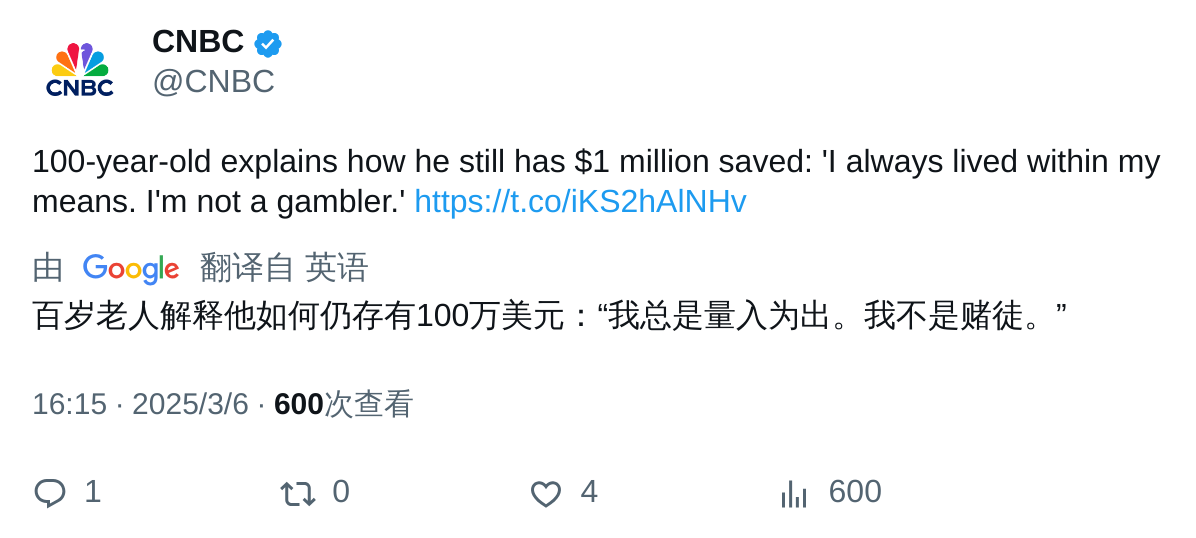 CNBC
CNBC
@CNBC
100-year-old explains how he still has $1 million saved: 'I always lived within my
means. I'm not a gambler.' https://t.co/iKS2hAlNHv
由 Google 翻译自 英语
百岁老人解释他如何仍存有100万美元：“我总是量入为出。我不是赌徒。”
16:15 · 2025/3/6 · 600次查看
1 0 4 600